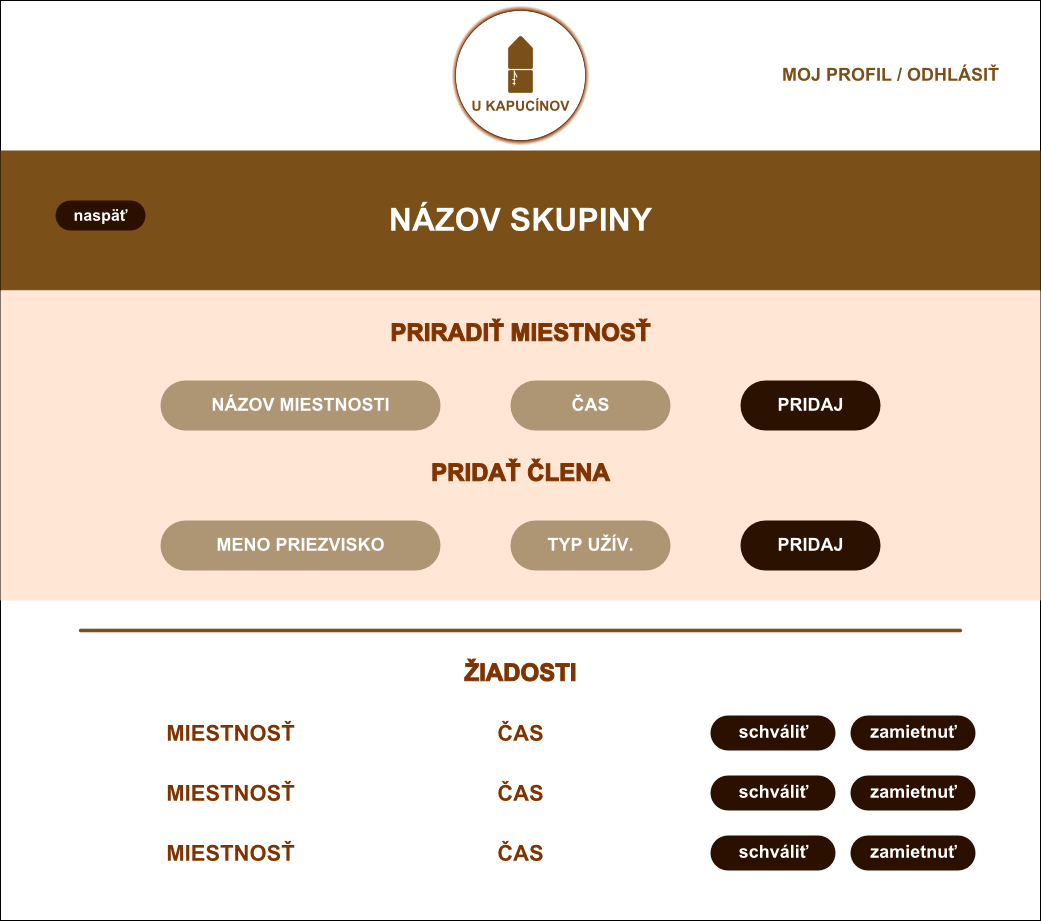 U KAPUCÍNOV
MOJ PROFIL / ODHLÁSIŤ
naspäť
NÁZOV SKUPINY
PRIRADIŤ MIESTNOSŤ
NÁZOV MIESTNOSTI ČAS PRIDAJ
PRIDAŤ ČLENA
MENO PRIEZVISKO TYP UŽÍV. PRIDAJ
ŽIADOSTI
MIESTNOSŤ ČAS schváliť zamietnuť
MIESTNOSŤ ČAS schváliť zamietnuť
MIESTNOSŤ ČAS schváliť zamietnuť